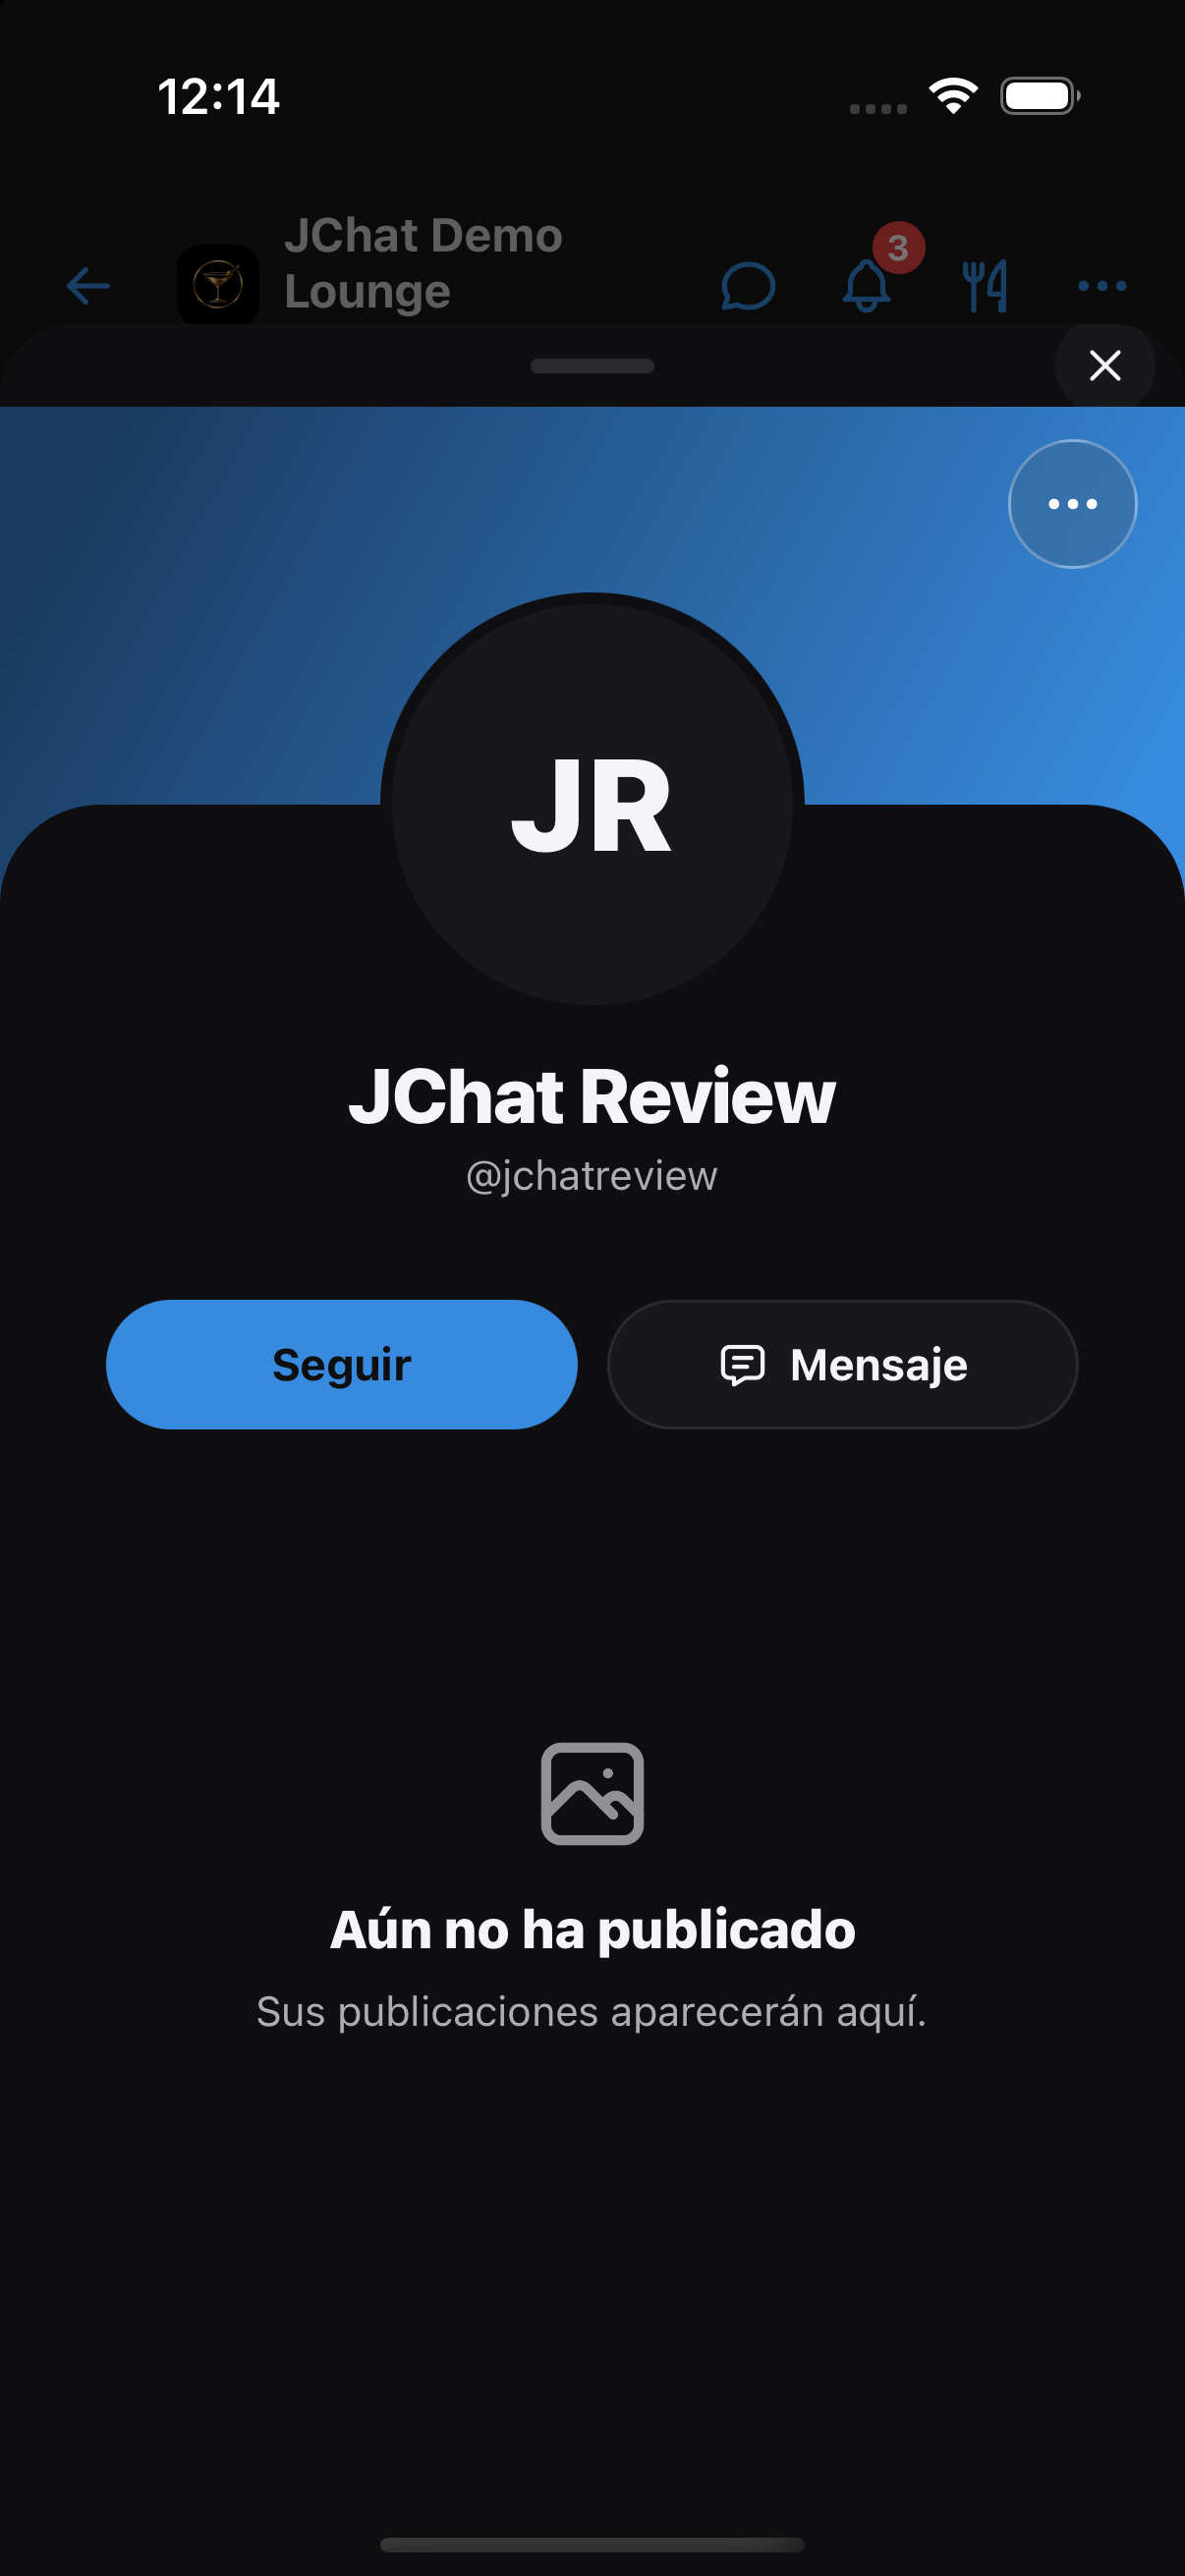 12:14
JChat Demo
Lounge
3
JR
JChat Review
@jchatreview
Seguir
Mensaje
Aún no ha publicado
Sus publicaciones aparecerán aquí.